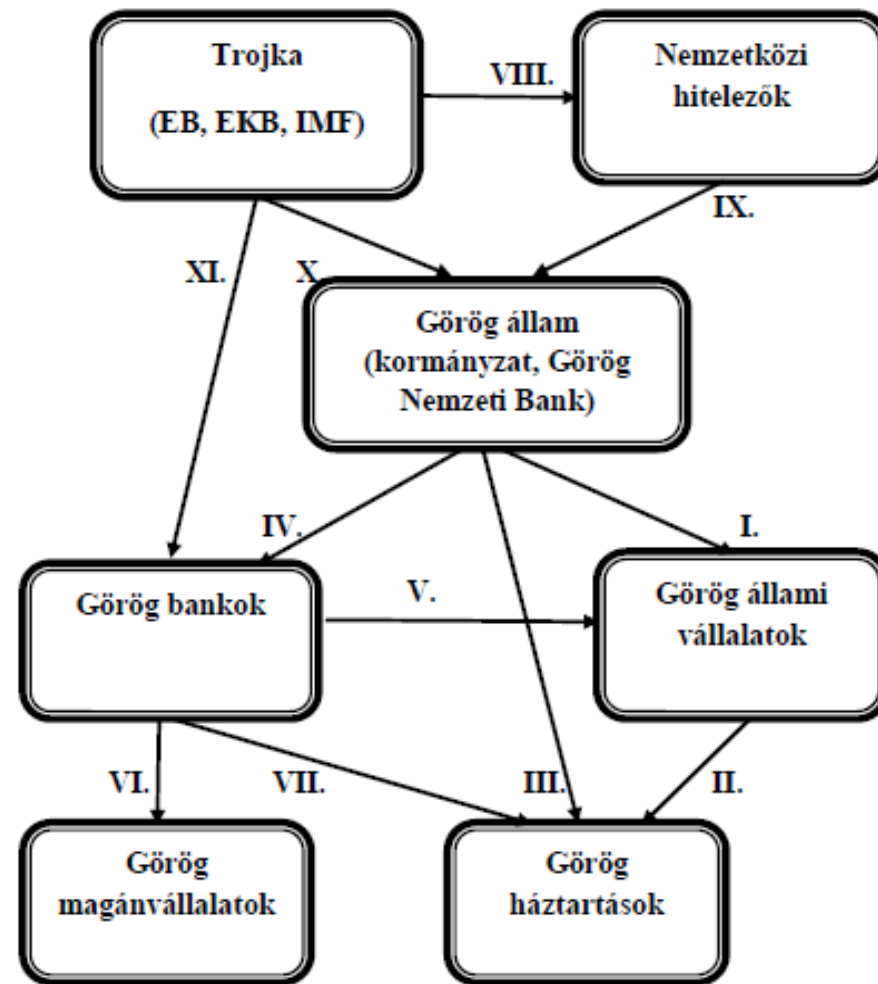 Trojka
(EB, EKB, IMF)
VIII.
Nemzetközi
hitelezők
IX.
XI.
X.
Görög állam
(kormányzat, Görög
Nemzeti Bank)
IV.
I.
Görög bankok
V.
Görög állami
vállalatok
VI.
VII.
III.
II.
Görög
magánvállalatok
Görög
háztartások